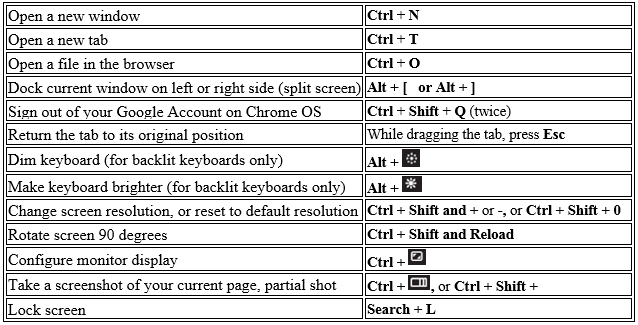 Open a new window Ctrl + N
Open a new tab Ctrl + T
Open a file in the browser Ctrl + O
Dock current window on left or right side (split screen) Alt + [ or Alt + ]
Sign out of your Google Account on Chrome OS Ctrl + Shift + Q (twice)
Return the tab to its original position While dragging the tab, press Esc
Dim keyboard (for backlit keyboards only) Alt +
Make keyboard brighter (for backlit keyboards only) Alt +
Change screen resolution, or reset to default resolution Ctrl + Shift and + or -, or Ctrl + Shift + 0
Rotate screen 90 degrees Ctrl + Shift and Reload
Configure monitor display Ctrl +
Take a screenshot of your current page, partial shot Ctrl + , or Ctrl + Shift +
Lock screen Search + L